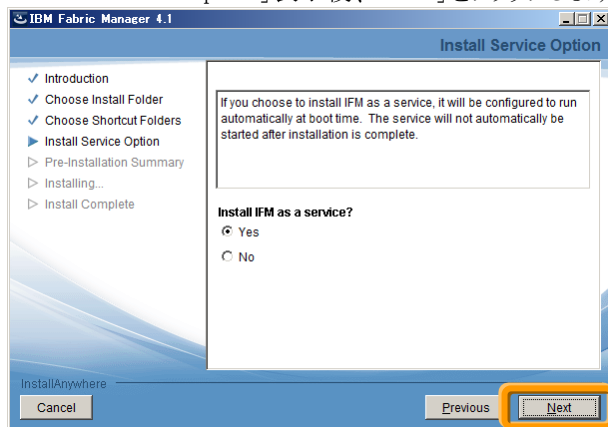 IBM Fabric Manager 4.1
Install Service Option
Introduction
Choose Install Folder
Choose Shortcut Folders
Install Service Option
Pre-Installation Summary
Installing...
Install Complete
If you choose to install IFM as a service, it will be configured to run
automatically at boot time. The service will not automatically be
started after installation is complete.
Install IFM as a service?
Yes
No
InstallAnywhere
Cancel
Previous
Next